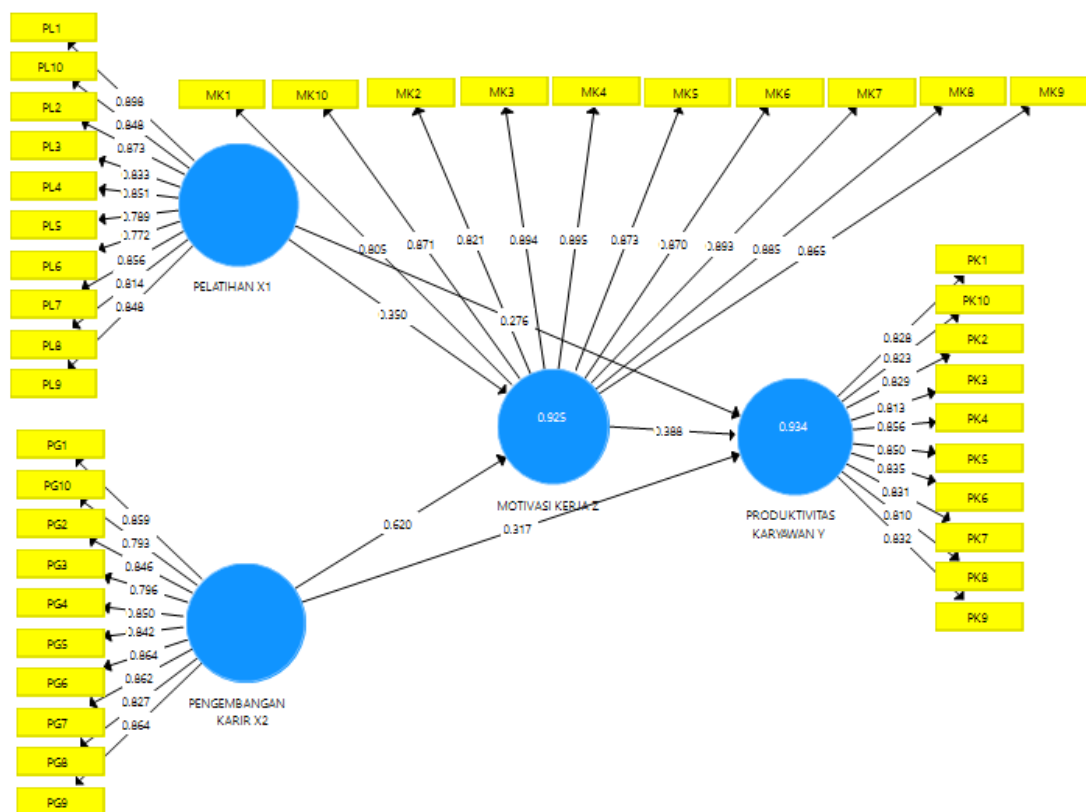 PL1
PL10
PL2
PL3
PL4
PL5
PL6
PL7
PL8
PL9
0.898
0.848
0.873
0.833
0.851
0.789
0.772
0.856
0.814
0.848
PELATIHAN X1
MK1
MK10
MK2
MK3
MK4
MK5
MK6
MK7
MK8
MK9
0.805
0.871
0.821
0.894
0.895
0.873
0.870
0.893
0.885
0.865
0.350
0.276
0.925
MOTIVASI KERJA Z
0.388
0.620
0.317
0.934
PRODUKTIVITAS
KARYAWAN Y
PK1
PK10
PK2
PK3
PK4
PK5
PK6
PK7
PK8
PK9
0.828
0.823
0.829
0.813
0.856
0.850
0.835
0.831
0.810
0.832
PG1
PG10
PG2
PG3
PG4
PG5
PG6
PG7
PG8
PG9
0.859
0.793
0.846
0.796
0.850
0.842
0.864
0.862
0.827
0.864
PENGEMBANGAN
KARIR X2